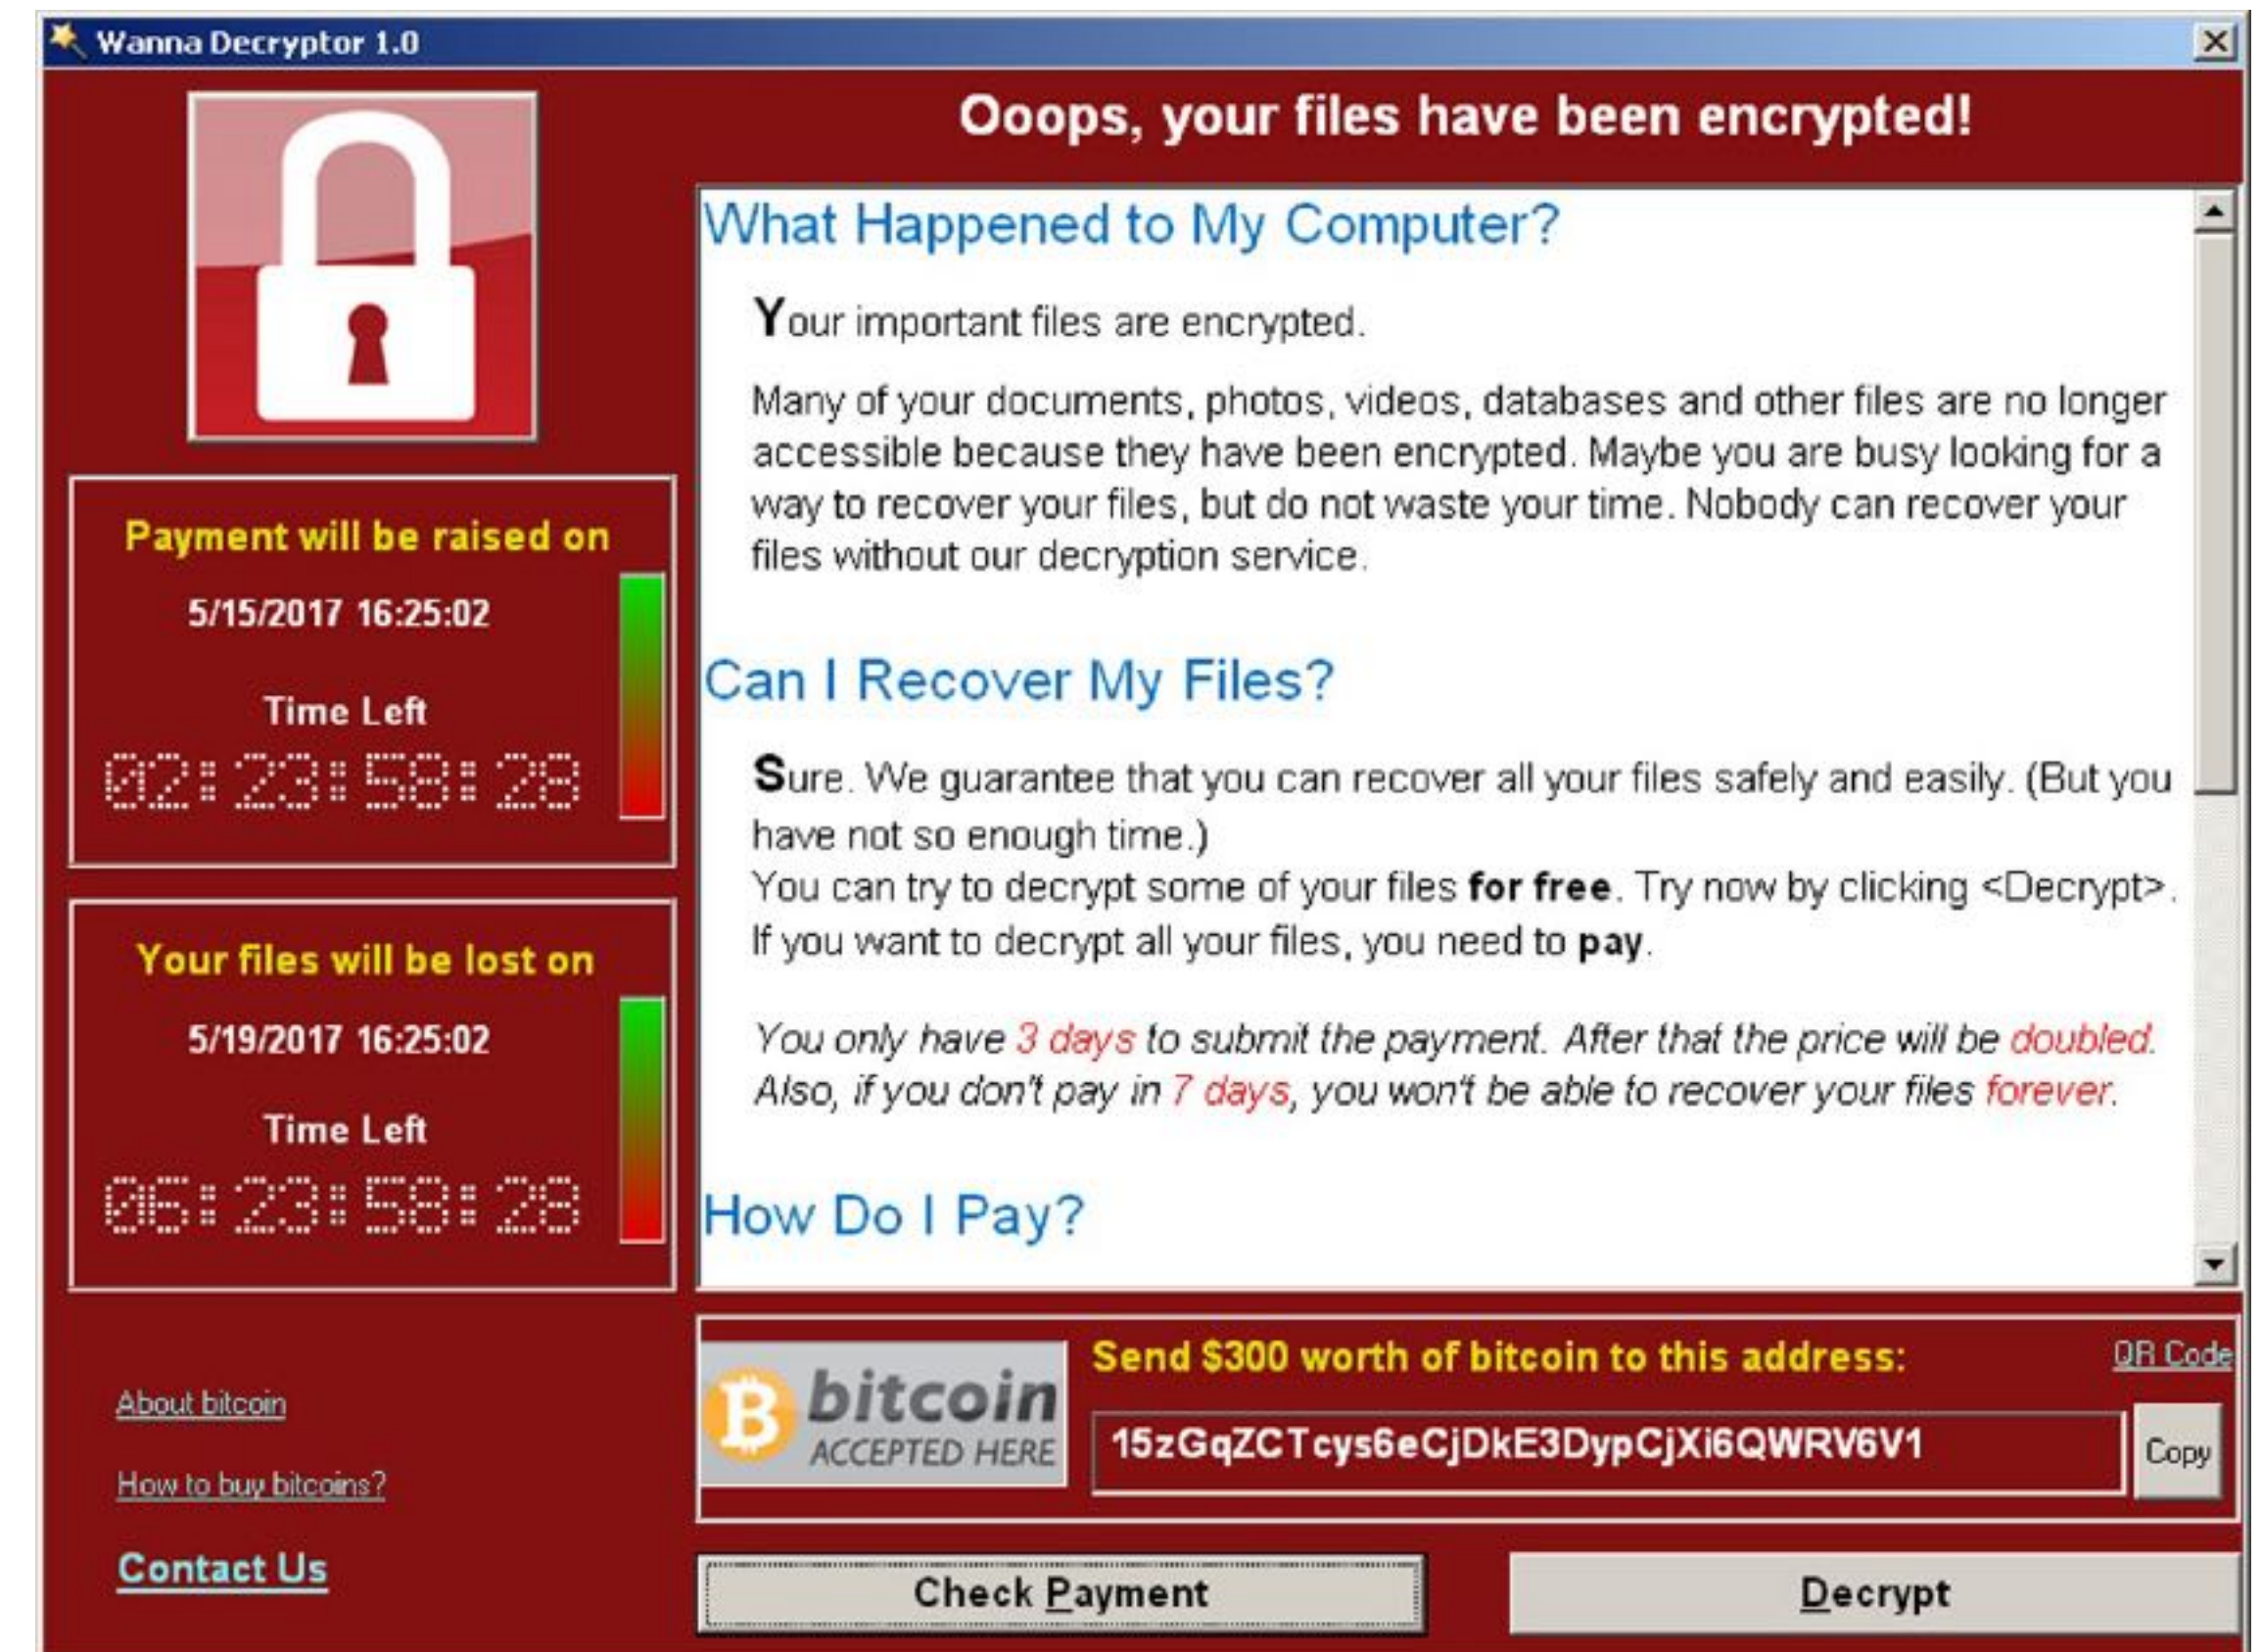 Wanna Decryptor 1.0
Ooops, your files have been encrypted!
Payment will be raised on
5/15/2017 16:25:02
Time Left
02:23:58:28
Your files will be lost on
5/19/2017 16:25:02
Time Left
06:23:58:28
About bitcoin
How to buy bitcoins?
Contact Us
What Happened to My Computer?
Your important files are encrypted.
Many of your documents, photos, videos, databases and other files are no longer
accessible because they have been encrypted. Maybe you are busy looking for a
way to recover your files, but do not waste your time. Nobody can recover your
files without our decryption service.
Can I Recover My Files?
Sure. We guarantee that you can recover all your files safely and easily. (But you
have not so enough time.)
You can try to decrypt some of your files for free. Try now by clicking <Decrypt>.
If you want to decrypt all your files, you need to pay.
You only have 3 days to submit the payment. After that the price will be doubled.
Also, if you don't pay in 7 days, you won't be able to recover your files forever.
How Do I Pay?
bitcoin
ACCEPTED HERE
Send $300 worth of bitcoin to this address:
QR Code
15zGqZCTcys6eCjDkE3DypCjXi6QWRV6V1
Copy
Check Payment
Decrypt